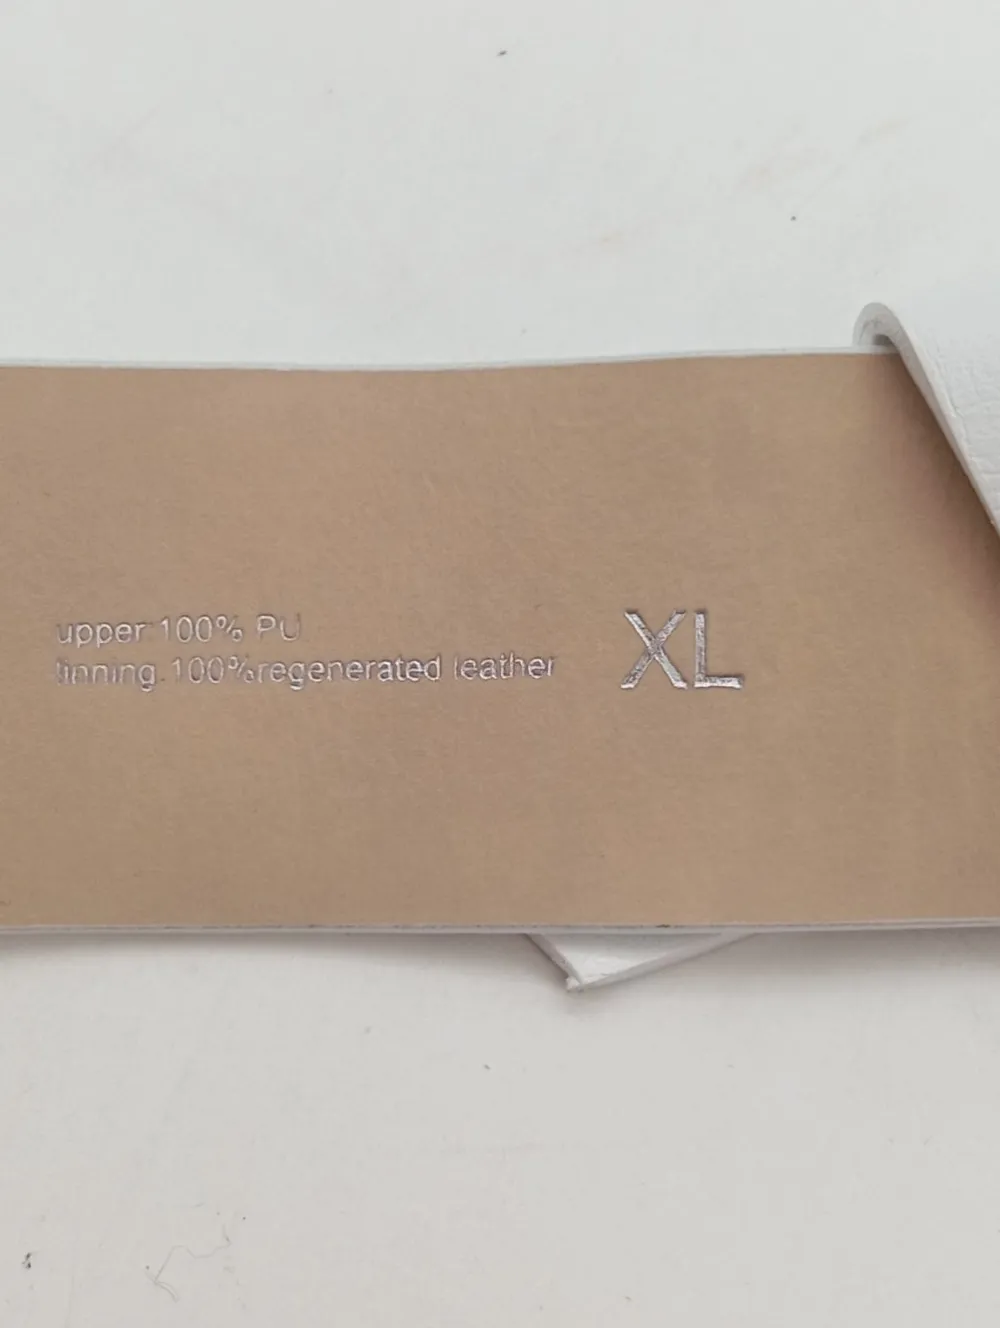 upper 100% PU
linning 100%regenerated leather
XL